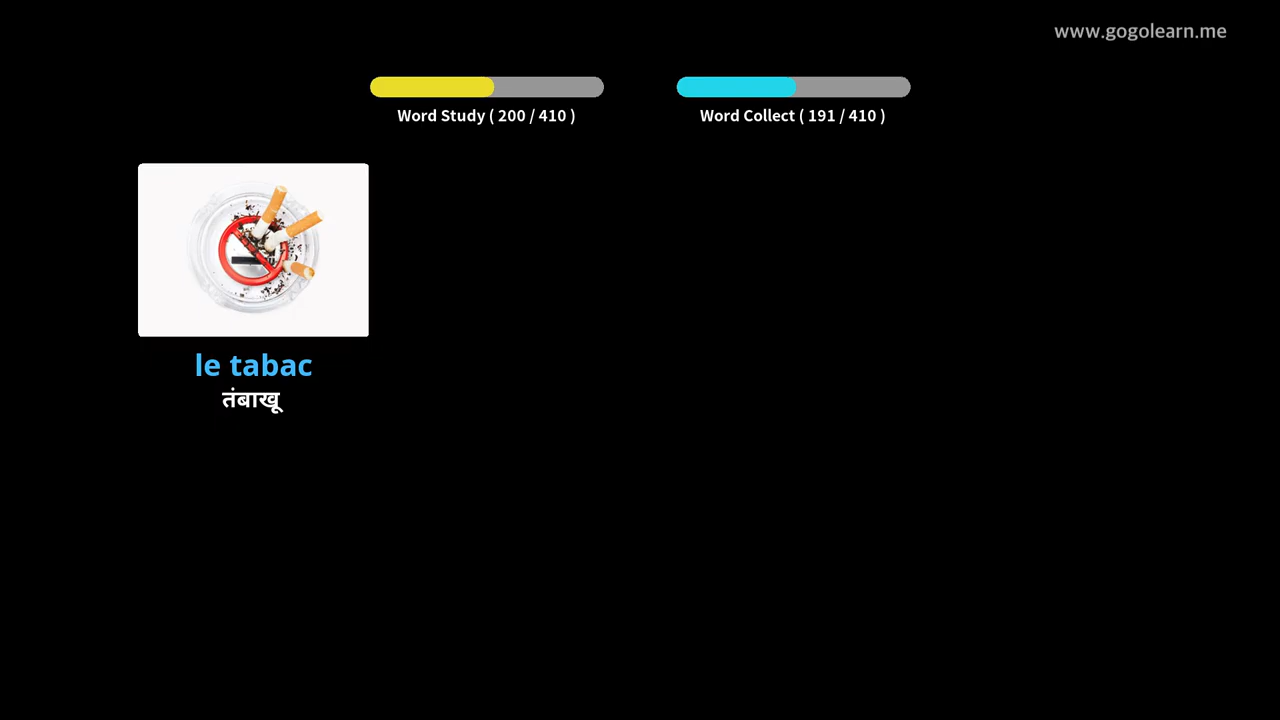 www.gogolearn.me
Word Study ( 200 / 410 )
Word Collect ( 191 / 410 )
le tabac
तंबाखू